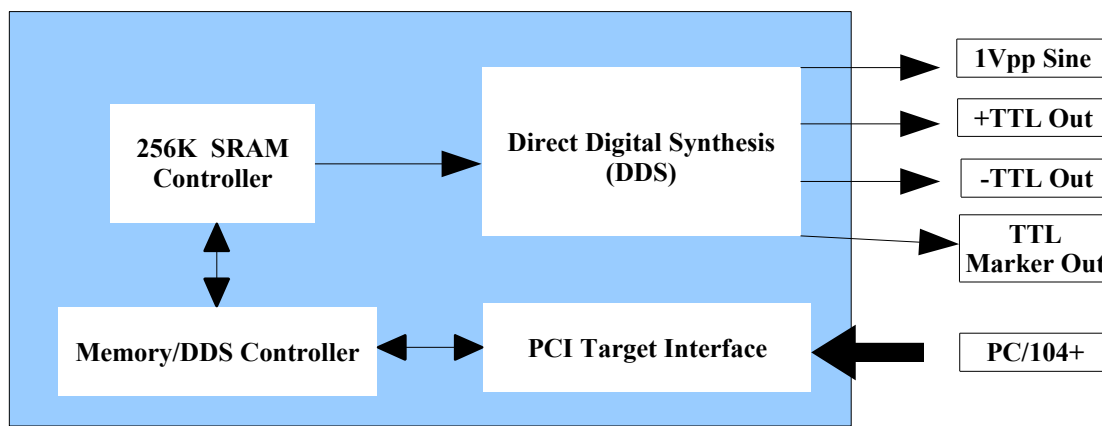 256K SRAM
Controller
Direct Digital Synthesis
(DDS)
Memory/DDS Controller
PCI Target Interface
1Vpp Sine
+TTL Out
-TTL Out
TTL
Marker Out
PC/104+